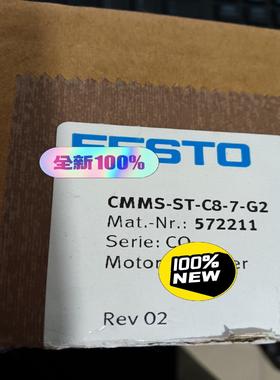 FESTO
全新100%
CMMS-ST-C8-7-G2
Mat.-Nr.: 572211
Serie: CO
Motor
100%
NEW
Rev 02